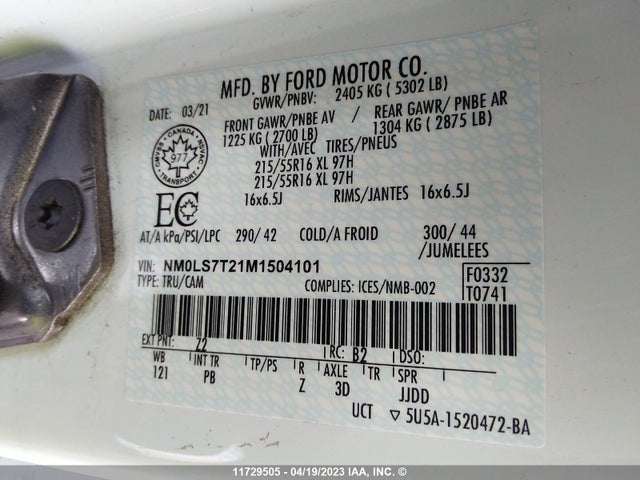 MFD. BY FORD MOTOR CO.
DATE: 03/21
GVWR/PNBV: 2405 KG ( 5302 LB)
FRONT GAWR/PNBE AV / REAR GAWR/ PNBE AR
1225 KG ( 2700 LB) 1304 KG ( 2875 LB)
WITH/AVEC TIRES/PNEUS
215/55R16 XL 97H
215/55R16 XL 97H
16x6.5J RIMS/JANTES 16x6.5J
CANADA
CMVSS NSVAC
977
TRANSPORT
EC
AT/A kPa/PSI/LPC 290/ 42 COLD/A FROID 300/ 44
/JUMELEES
VIN: NM0LS7T21M1504101
TYPE: TRU/CAM COMPLIES: ICES/NMB-002
F0332
T0741
EXT PNT: Z2 RC: B2 DSO:
WB INT TR TP/PS R AXLE TR SPR
121 PB Z 3D JJDD
UCT ▽ 5U5A-1520472-BA
11729505 - 04/19/2023 IAA, Inc. ©